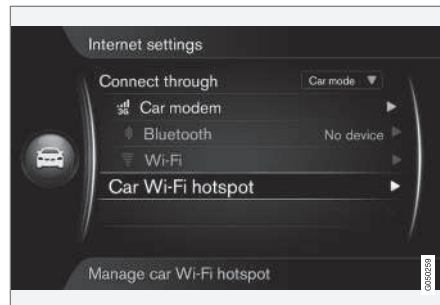 Internet settings
Connect through Car mode
3G Car modem
Bluetooth No device
Wi-Fi
Car Wi-Fi hotspot
Manage car Wi-Fi hotspot
G050259